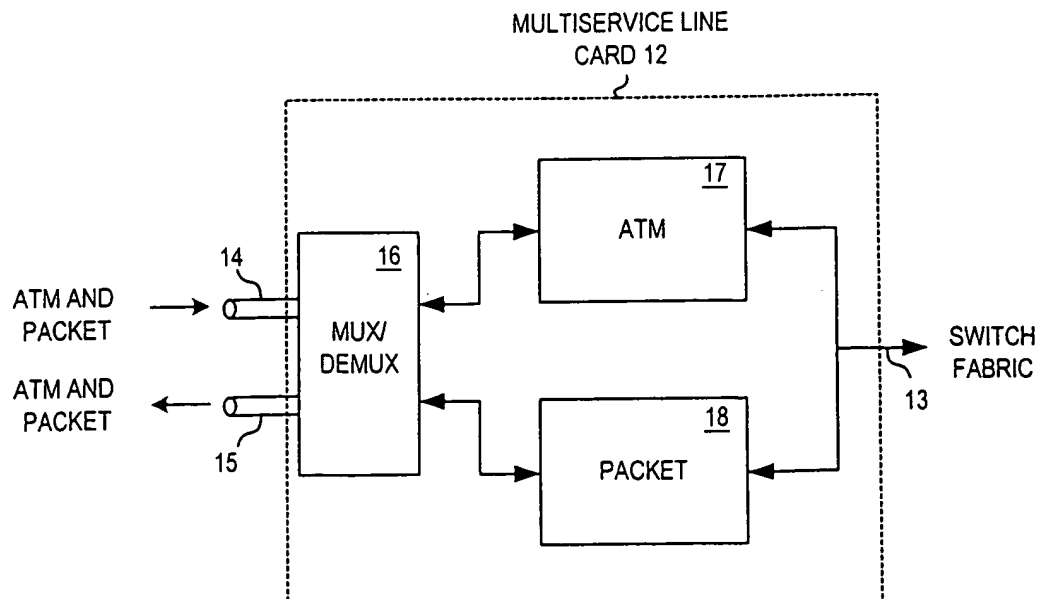 MULTISERVICE LINE
CARD 12
17
ATM
16
MUX/
DEMUX
14
ATM AND
PACKET
ATM AND
PACKET
15
SWITCH
FABRIC
13
18
PACKET